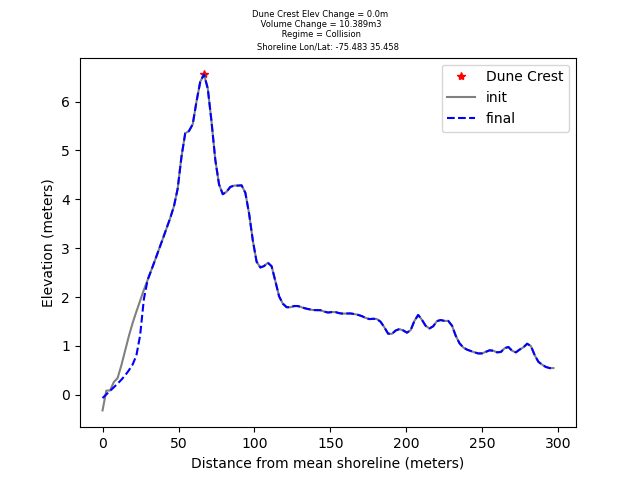 Dune Crest Elev Change = 0.0m
Volume Change = 10.389m3
Regime = Collision
Shoreline Lon/Lat: -75.483 35.458
Dune Crest
init
final
6
5
4
3
2
1
0
Elevation (meters)
0 50 100 150 200 250 300
Distance from mean shoreline (meters)